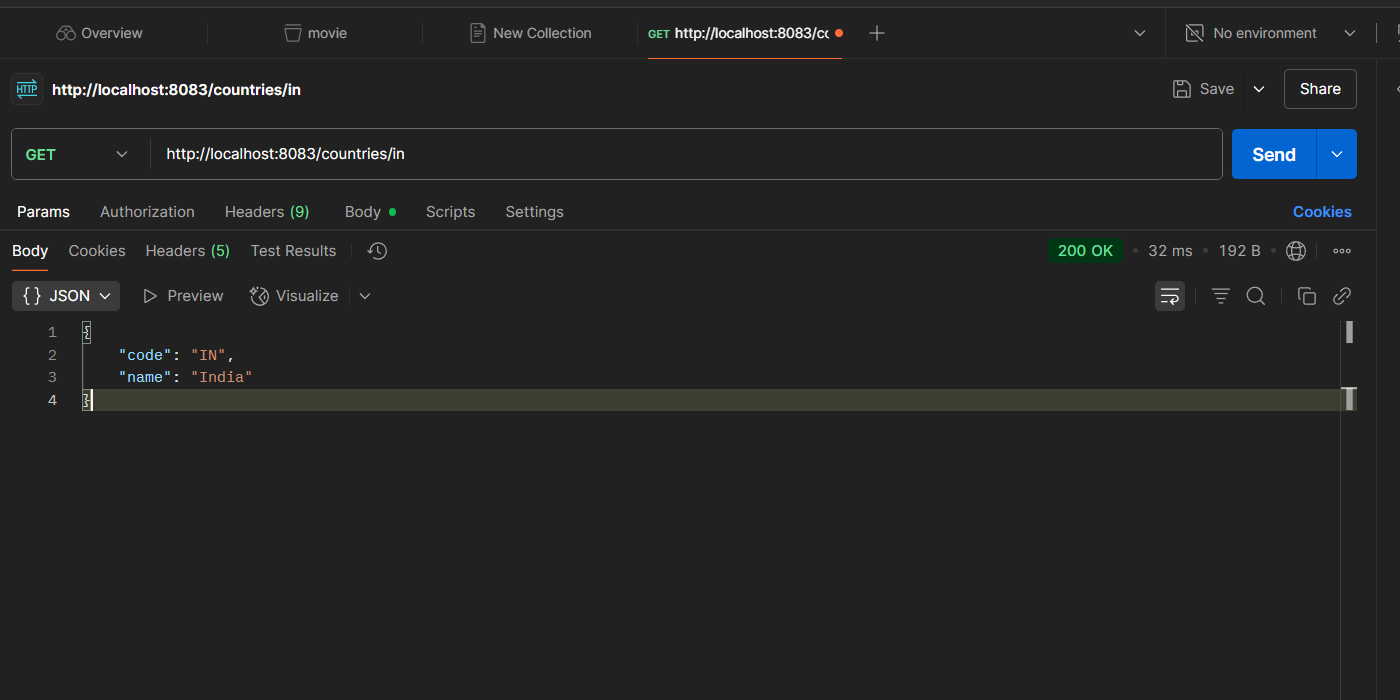 Overview movie New Collection GET http://localhost:8083/cc No environment
HTTP http://localhost:8083/countries/in Save Share
GET http://localhost:8083/countries/in Send
Params Authorization Headers (9) Body Scripts Settings Cookies
Body Cookies Headers (5) Test Results 200 OK • 32 ms • 192 B •
{} JSON Preview Visualize
1 {
2 "code": "IN",
3 "name": "India"
4 }